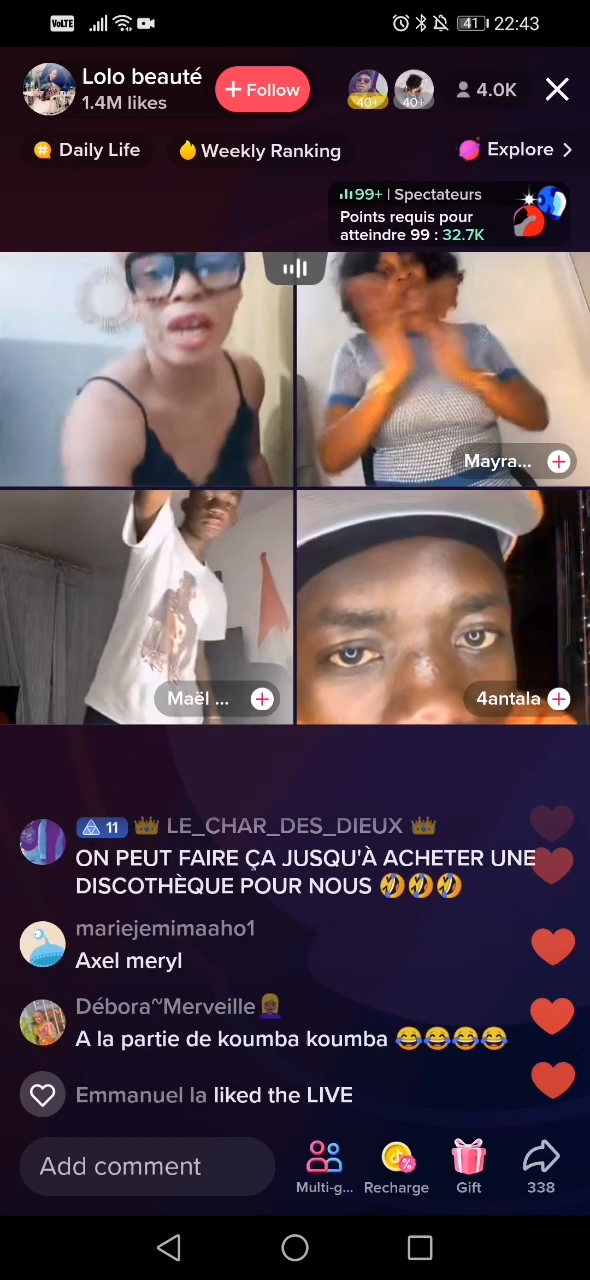 VoLTE 41 22:43
Lolo beauté
1.4M likes
+ Follow
40+ 40+
4.0K
Daily Life
Weekly Ranking
Explore >
99+ | Spectateurs
Points requis pour
atteindre 99 : 32.7K
Mayra...
Maël ...
4antala
11 👑 LE_CHAR_DES_DIEUX 👑
ON PEUT FAIRE ÇA JUSQU'À ACHETER UNE
DISCOTHÈQUE POUR NOUS 🤣🤣🤣
mariejemimaaho1
Axel meryl
Débora~Merveille💆🏼‍♀️
A la partie de koumba koumba 😂😂😂😂
Emmanuel la liked the LIVE
Add comment
Multi-g...
Recharge
Gift
338